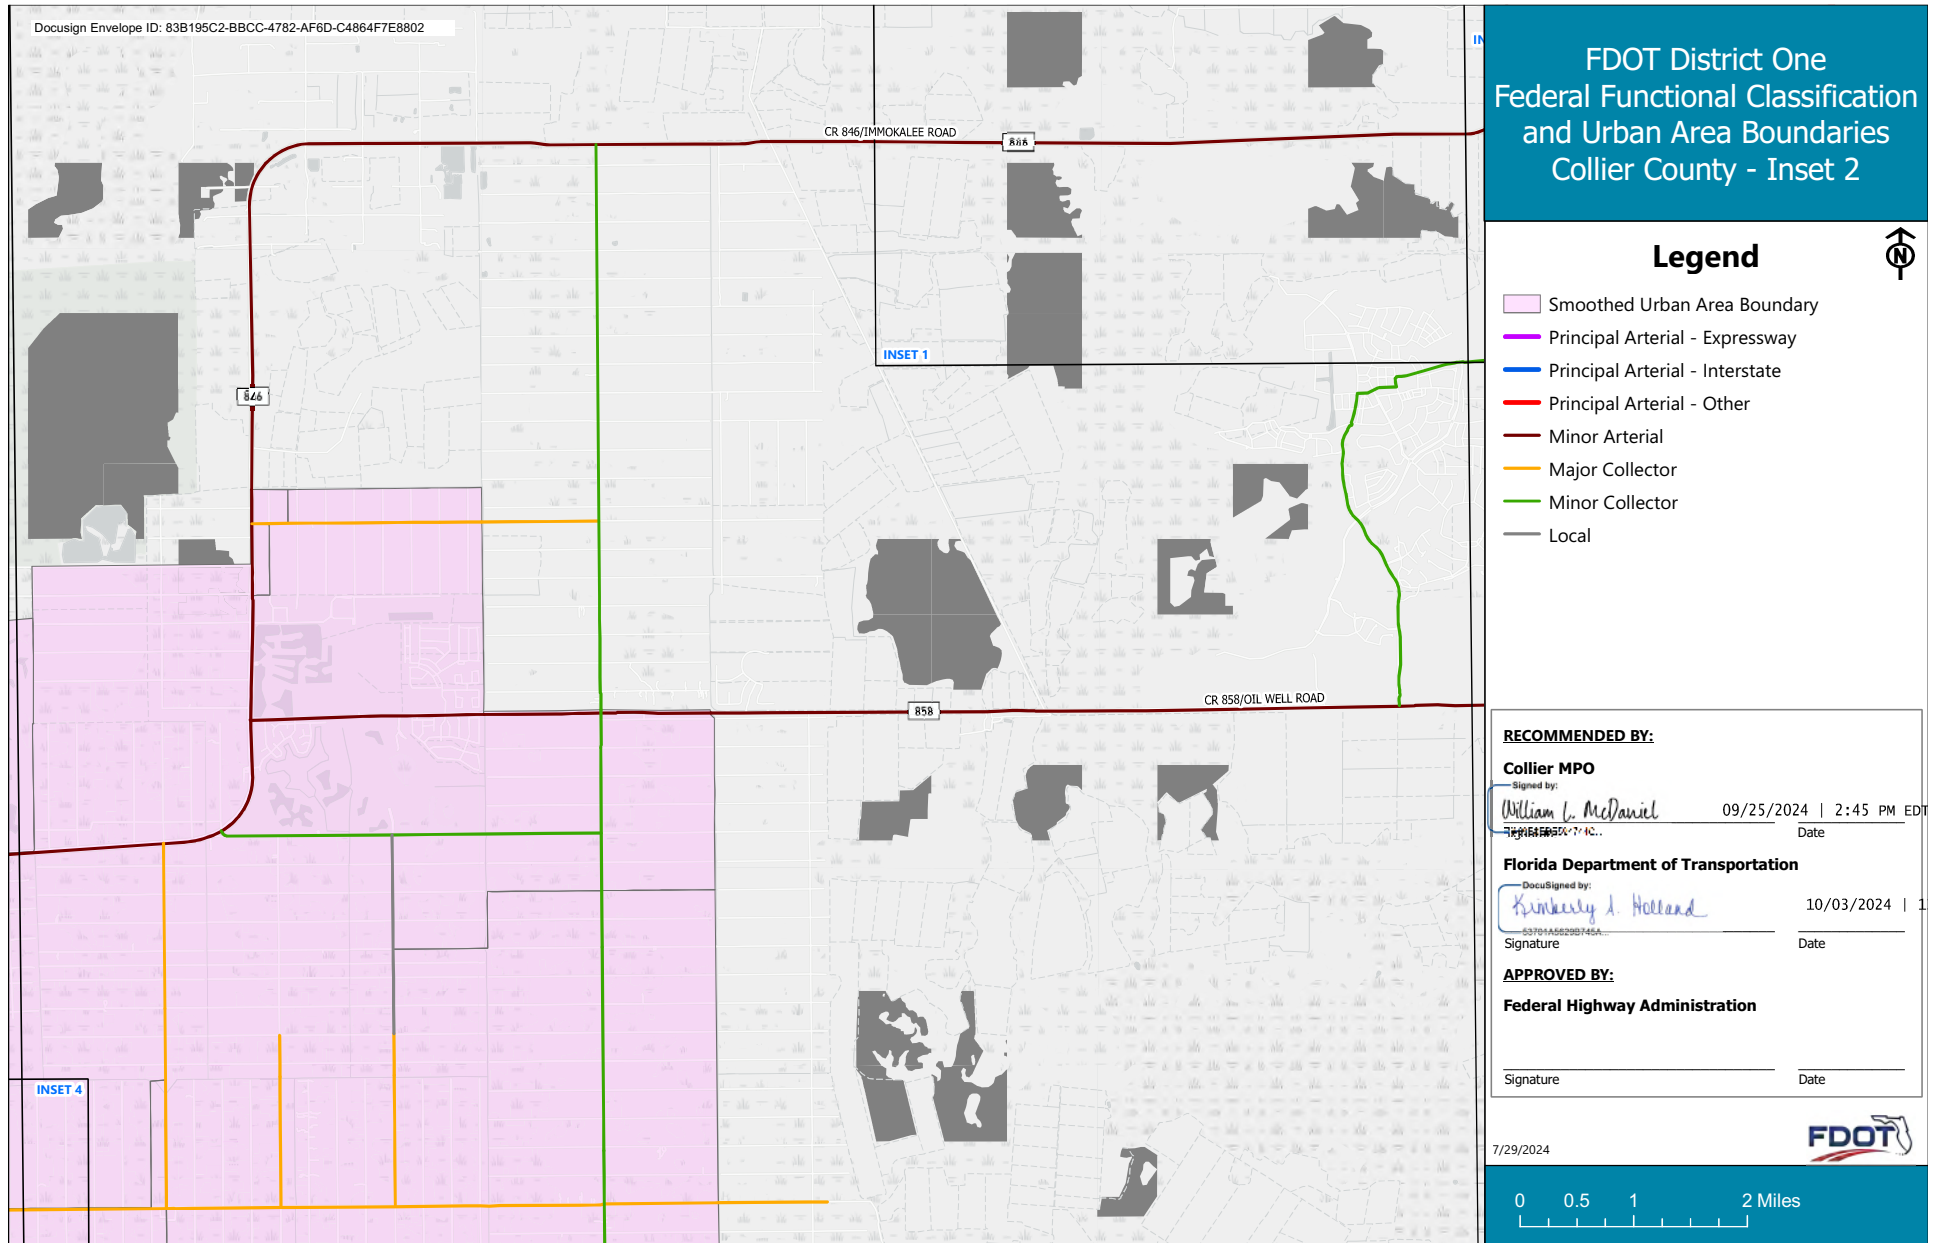 Docusign Envelope ID: 83B195C2-BBCC-4782-AF6D-C4864F7E8802
IN
CR 846/IMMOKALEE ROAD
846
INSET 1
846
CR 858/OIL WELL ROAD
858
INSET 4
FDOT District One
Federal Functional Classification
and Urban Area Boundaries
Collier County - Inset 2
Legend
N
Smoothed Urban Area Boundary
Principal Arterial - Expressway
Principal Arterial - Interstate
Principal Arterial - Other
Minor Arterial
Major Collector
Minor Collector
Local
RECOMMENDED BY:
Collier MPO
Signed by:
William L. McDaniel 09/25/2024 | 2:45 PM EDT
Date
Florida Department of Transportation
DocuSigned by:
Kimberly A. Holland 10/03/2024 | 1
53701A5629B745A...
Signature Date
APPROVED BY:
Federal Highway Administration
Signature Date
7/29/2024
FDOT
0 0.5 1 2 Miles